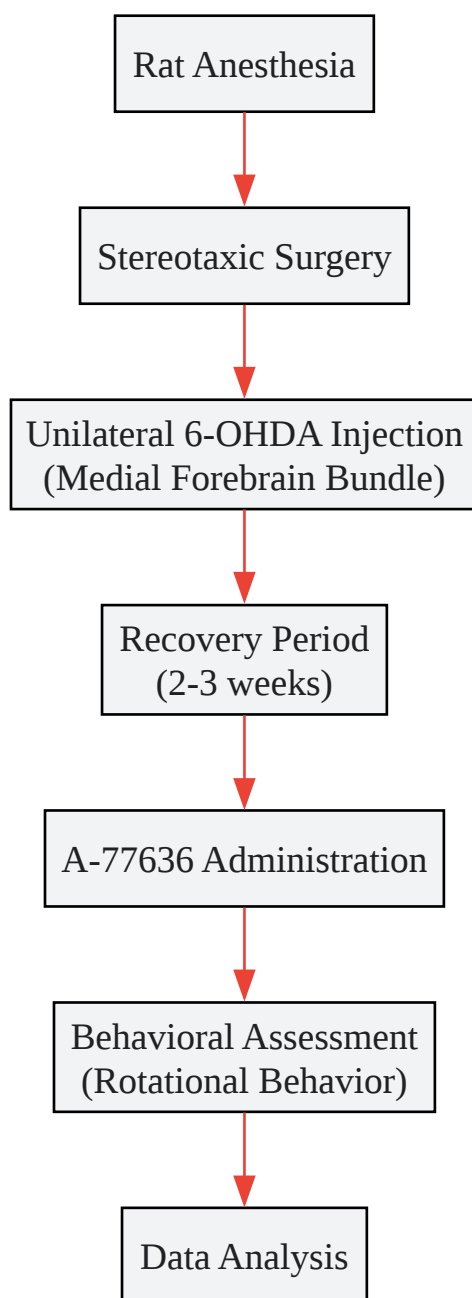 Rat Anesthesia
Stereotaxic Surgery
Unilateral 6-OHDA Injection
(Medial Forebrain Bundle)
Recovery Period
(2-3 weeks)
A-77636 Administration
Behavioral Assessment
(Rotational Behavior)
Data Analysis